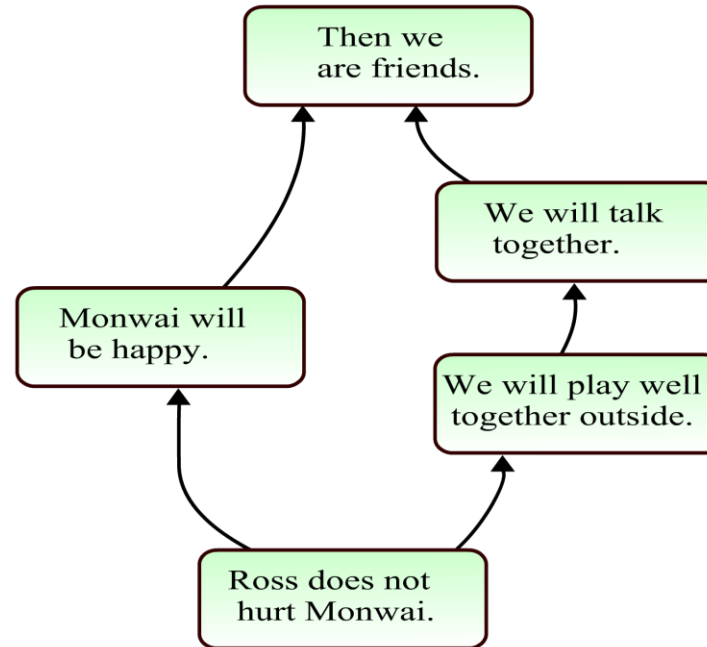 Then we
are friends.
We will talk
together.
Monwai will
be happy.
We will play well
together outside.
Ross does not
hurt Monwai.